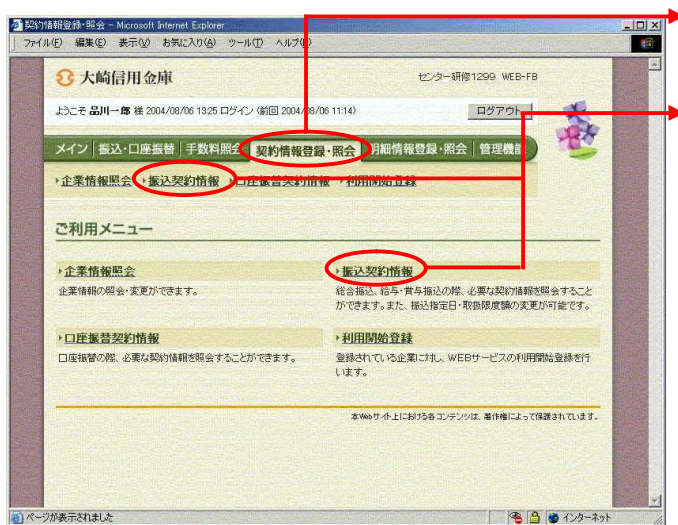 契約情報登録・照会 - Microsoft Internet Explorer
ファイル(F) 編集(E) 表示(V) お気に入り(A) ツール(T) ヘルプ(H)
大崎信用金庫
センター研修1299 WEB-FB
ようこそ 品川一郎 様 2004/08/06 13:25 ログイン (前回 2004/08/06 11:14)
ログアウト
メイン 振込・口座振替 手数料照会 契約情報登録・照会 明細情報登録・照会 管理機能
企業情報照会 振込契約情報 口座振替契約情報 利用開始登録
ご利用メニュー
企業情報照会
企業情報の照会・変更ができます。
振込契約情報
総合振込、給与・賞与振込の際、必要な契約情報を照会すること
ができます。また、振込指定日・取扱限度額の変更が可能です。
口座振替契約情報
口座振替の際、必要な契約情報を照会することができます。
利用開始登録
登録されている企業に対し、WEBサービスの利用開始登録を行
います。
本Webサイト上における各コンテンツは、著作権によって保護されています。
ページが表示されました
インターネット